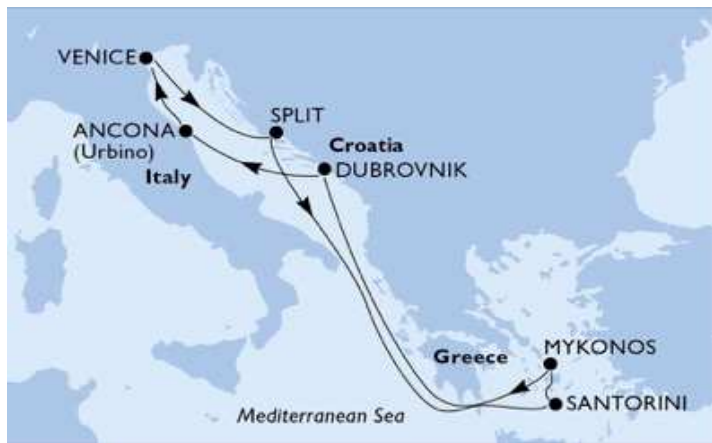 VENICE
SPLIT
ANCONA
(Urbino)
Croatia
DUBROVNIK
Italy
MYKONOS
Greece
SANTORINI
Mediterranean Sea